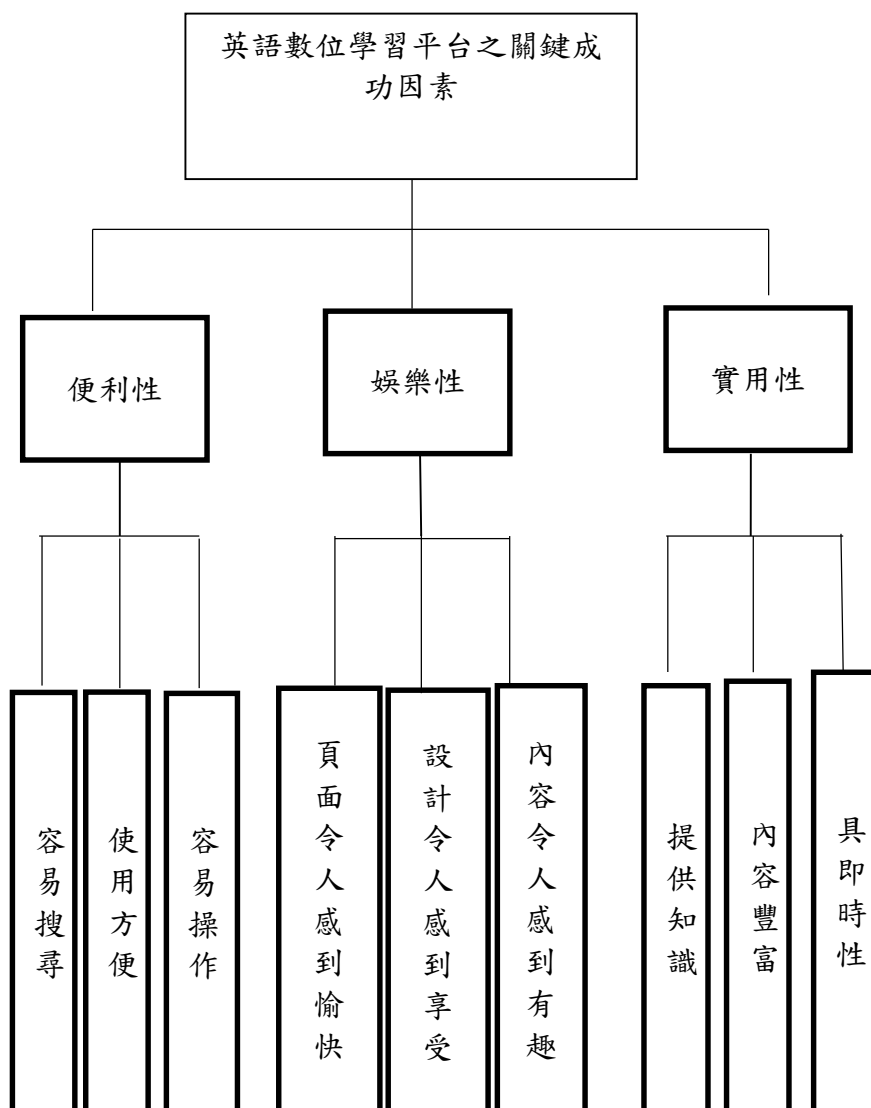 英語數位學習平台之關鍵成
功因素
便利性
娛樂性
實用性
容易搜尋
使用方便
容易操作
頁面令人感到愉快
設計令人感到享受
內容令人感到有趣
提供知識
內容豐富
具即時性